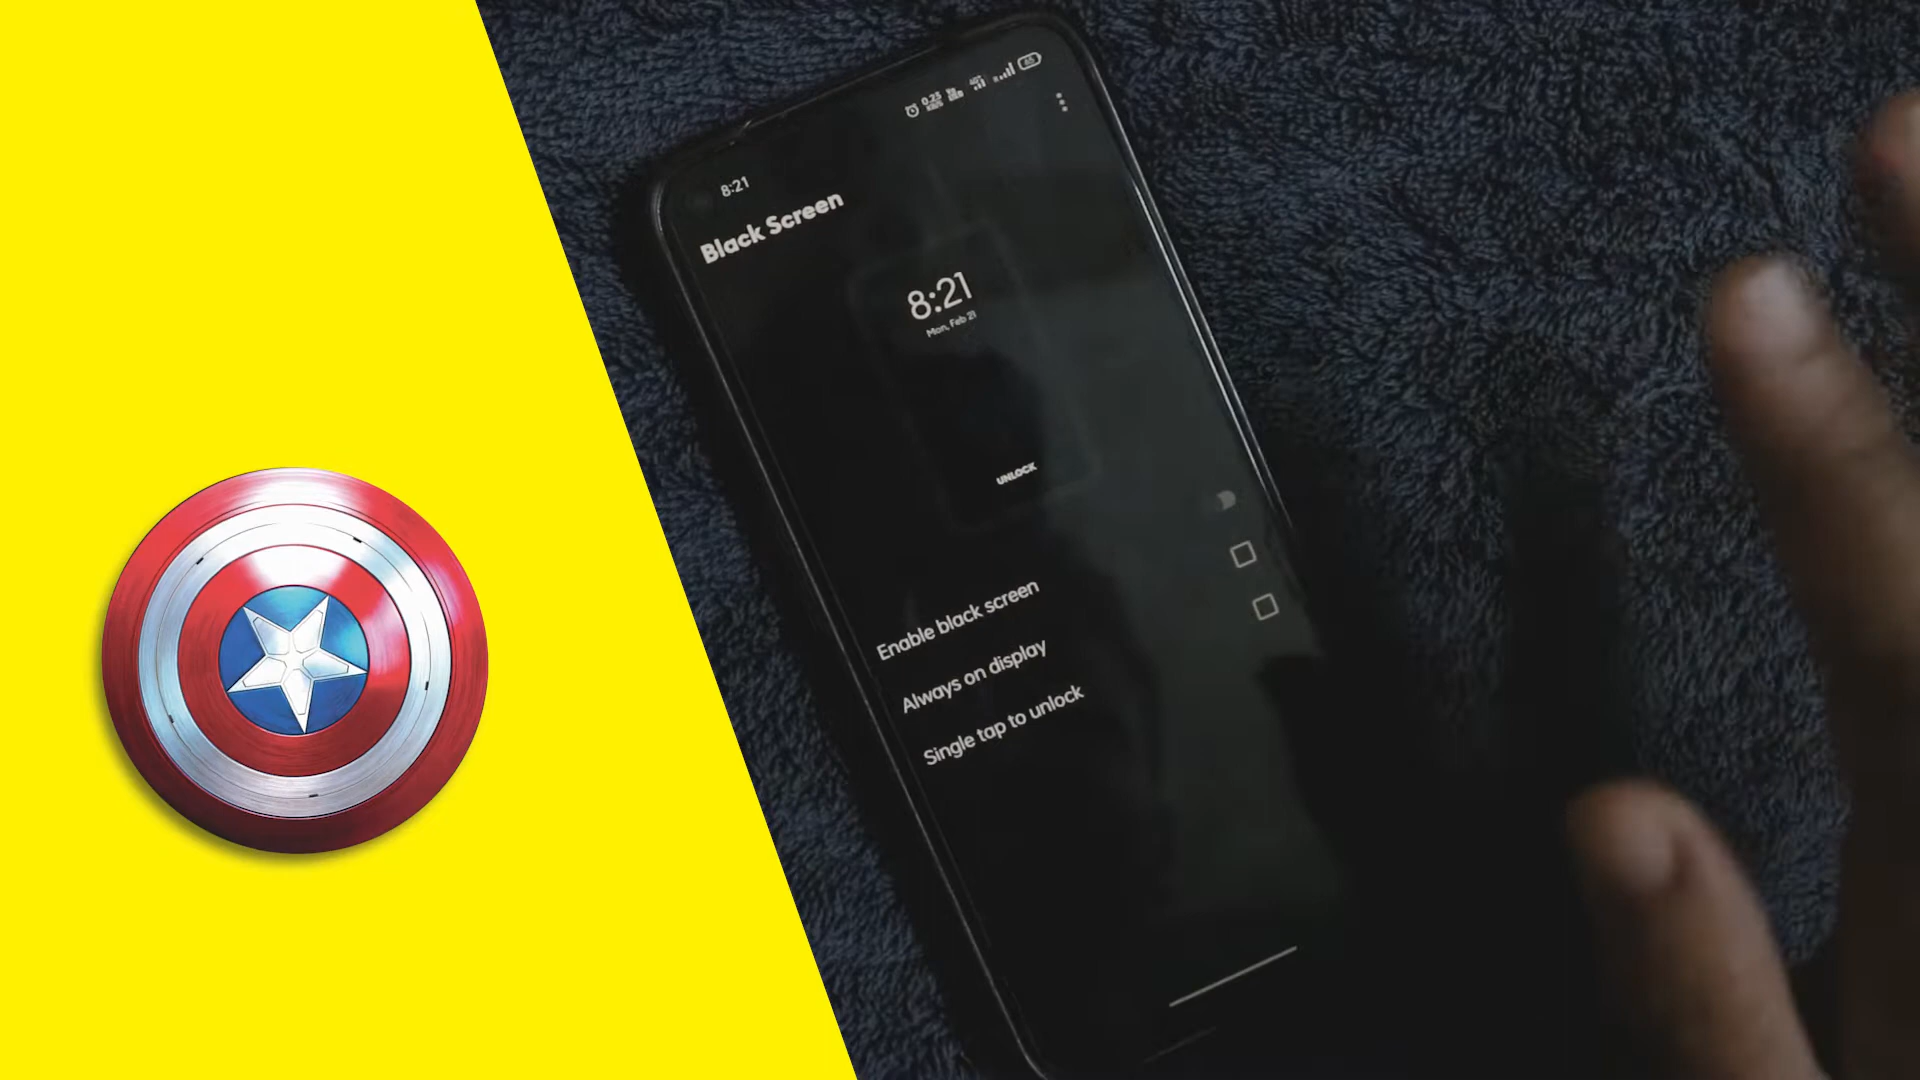 8:21
Black Screen
8:21
Mon, Feb 21
UNLOCK
Enable black screen
Always on display
Single tap to unlock